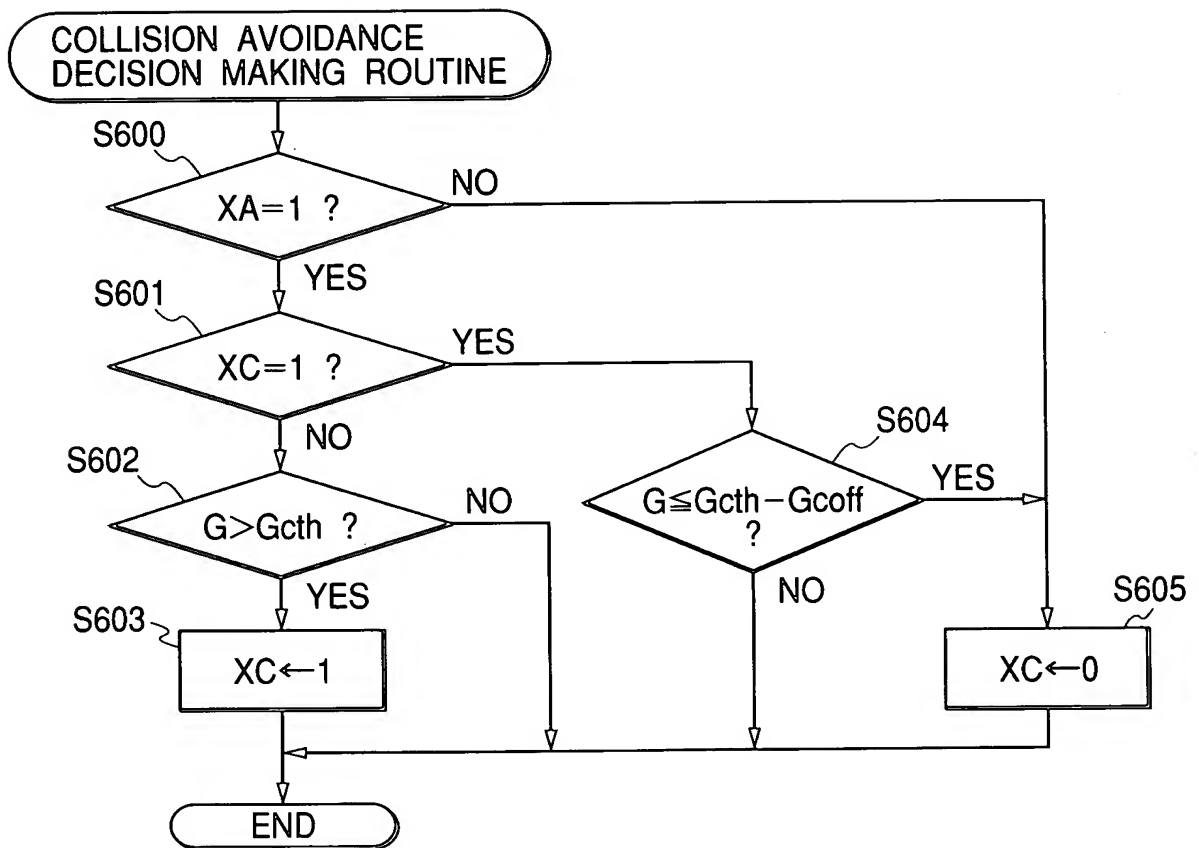 COLLISION AVOIDANCE
DECISION MAKING ROUTINE
S600
XA=1 ?
NO
YES
S601
XC=1 ?
YES
NO
S602
G>Gcth ?
NO
YES
S604
G≦Gcth−Gcoff
?
YES
NO
S603
XC←1
S605
XC←0
END